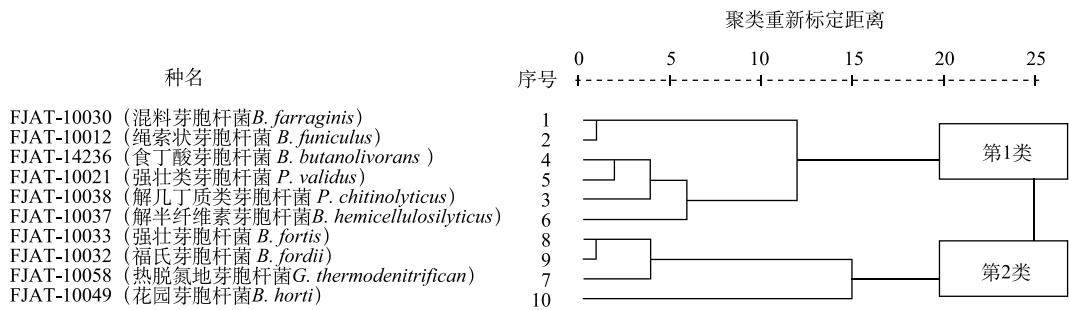 聚类重新标定距离
种名
序号
0 5 10 15 20 25
FJAT-10030（混料芽胞杆菌B. farraginis） 1
FJAT-10012（绳索状芽胞杆菌 B. funiculus） 2
FJAT-14236（食丁酸芽胞杆菌 B. butanolivorans ） 4
FJAT-10021（强壮类芽胞杆菌 P. validus） 5
FJAT-10038（解几丁质类芽胞杆菌 P. chitinolyticus） 3
FJAT-10037（解半纤维素芽胞杆菌B. hemicellulosilyticus） 6
FJAT-10033（强壮芽胞杆菌 B. fortis） 8
FJAT-10032（福氏芽胞杆菌 B. fordii） 9
FJAT-10058（热脱氮地芽胞杆菌G. thermodenitrifican） 7
FJAT-10049（花园芽胞杆菌B. horti） 10
第1类
第2类